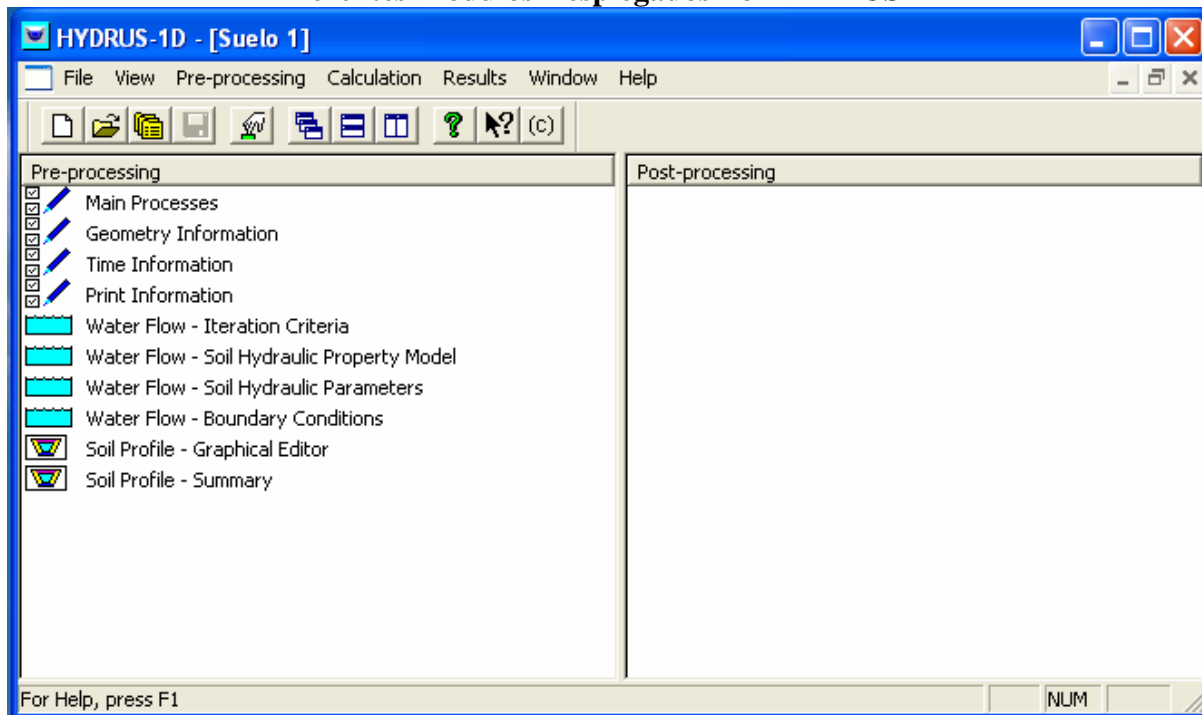 HYDRUS-1D - [Suelo 1]
File View Pre-processing Calculation Results Window Help
(c)
Pre-processing
Post-processing
Main Processes
Geometry Information
Time Information
Print Information
Water Flow - Iteration Criteria
Water Flow - Soil Hydraulic Property Model
Water Flow - Soil Hydraulic Parameters
Water Flow - Boundary Conditions
Soil Profile - Graphical Editor
Soil Profile - Summary
For Help, press F1
NUM